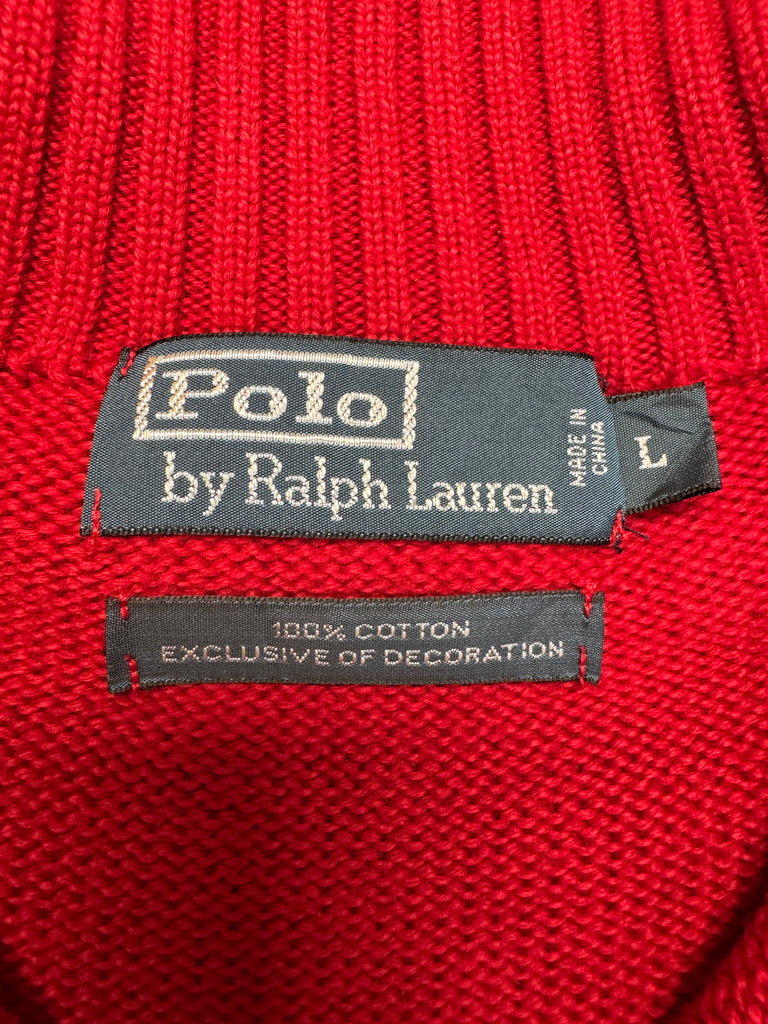 Polo
by Ralph Lauren
MADE IN
CHINA
L
100% COTTON
EXCLUSIVE OF DECORATION